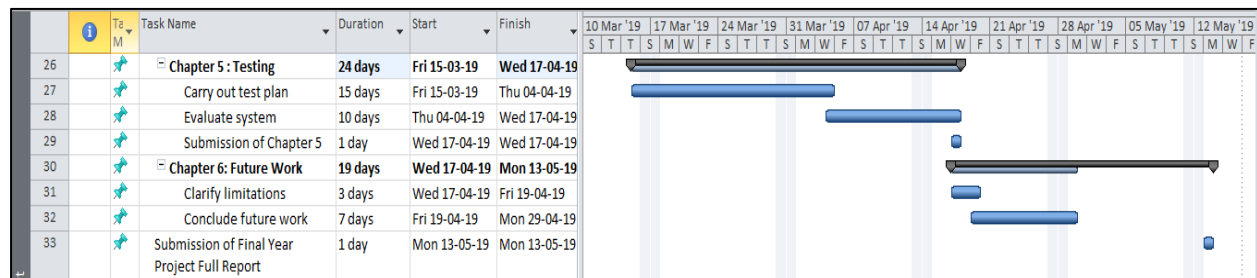 Ta M Task Name Duration Start Finish 10 Mar '19 17 Mar '19 24 Mar '19 31 Mar '19 07 Apr '19 14 Apr '19 21 Apr '19 28 Apr '19 05 May '19 12 May '19
S T T S M W F S T T S M W F S T T S M W F S T T S M W F S T T S M W F
26 Chapter 5 : Testing 24 days Fri 15-03-19 Wed 17-04-19
27 Carry out test plan 15 days Fri 15-03-19 Thu 04-04-19
28 Evaluate system 10 days Thu 04-04-19 Wed 17-04-19
29 Submission of Chapter 5 1 day Wed 17-04-19 Wed 17-04-19
30 Chapter 6: Future Work 19 days Wed 17-04-19 Mon 13-05-19
31 Clarify limitations 3 days Wed 17-04-19 Fri 19-04-19
32 Conclude future work 7 days Fri 19-04-19 Mon 29-04-19
33 Submission of Final Year 1 day Mon 13-05-19 Mon 13-05-19
Project Full Report